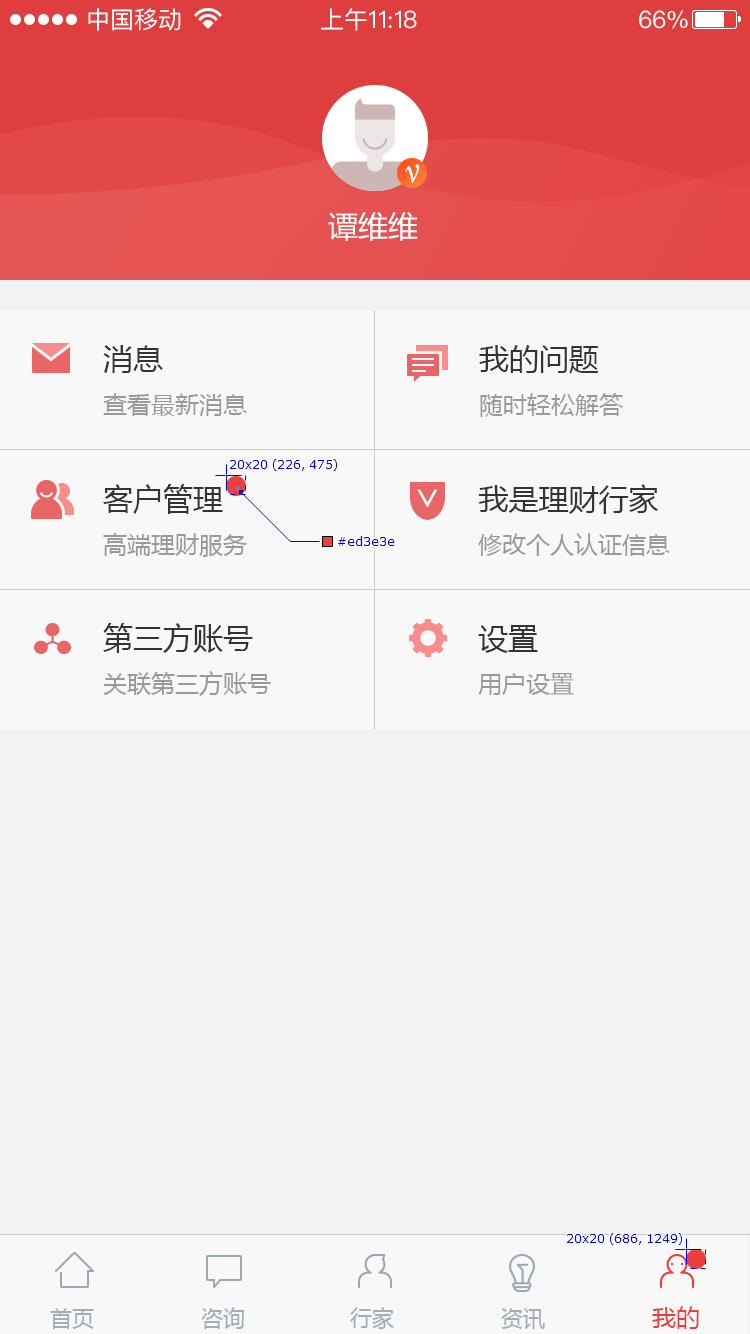 中国移动 上午11:18 66%
谭维维
消息
查看最新消息
我的问题
随时轻松解答
20x20 (226, 475)
客户管理
高端理财服务
#ed3e3e
我是理财行家
修改个人认证信息
第三方账号
关联第三方账号
设置
用户设置
20x20 (686, 1249)
首页 咨询 行家 资讯 我的